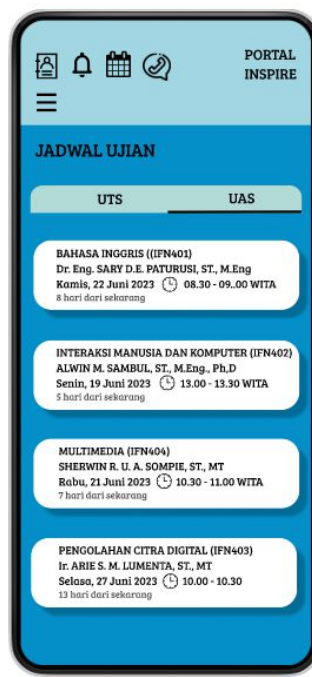 PORTAL
INSPIRE
JADWAL UJIAN
UTS UAS
BAHASA INGGRIS ((IFN401)
Dr. Eng. SARY D.E. PATURUSI, ST., M.Eng
Kamis, 22 Juni 2023 08.30 - 09..00 WITA
8 hari dari sekarang
INTERAKSI MANUSIA DAN KOMPUTER (IFN402)
ALWIN M. SAMBUL, ST., M.Eng., Ph,D
Senin, 19 Juni 2023 13.00 - 13.30 WITA
5 hari dari sekarang
MULTIMEDIA (IFN404)
SHERWIN R. U. A. SOMPIE, ST., MT
Rabu, 21 Juni 2023 10.30 - 11.00 WITA
7 hari dari sekarang
PENGOLAHAN CITRA DIGITAL (IFN403)
Ir. ARIE S. M. LUMENTA, ST., MT
Selasa, 27 Juni 2023 10.00 - 10.30
13 hari dari sekarang